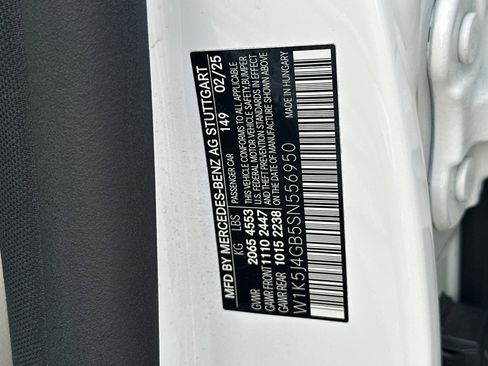 MFD BY MERCEDES-BENZ AG STUTTGART
PASSENGER CAR 149 02/25
KG LBS
GVWR 2065 4553
GAWR FRONT 1110 2447
GAWR REAR 1015 2238
THIS VEHICLE CONFORMS TO ALL APPLICABLE
U.S. FEDERAL MOTOR VEHICLE SAFETY,BUMPER
AND THEFT PREVENTION STANDARDS IN EFFECT
ON THE DATE OF MANUFACTURE SHOWN ABOVE
MADE IN HUNGARY
W1K5J4GB5SN556950